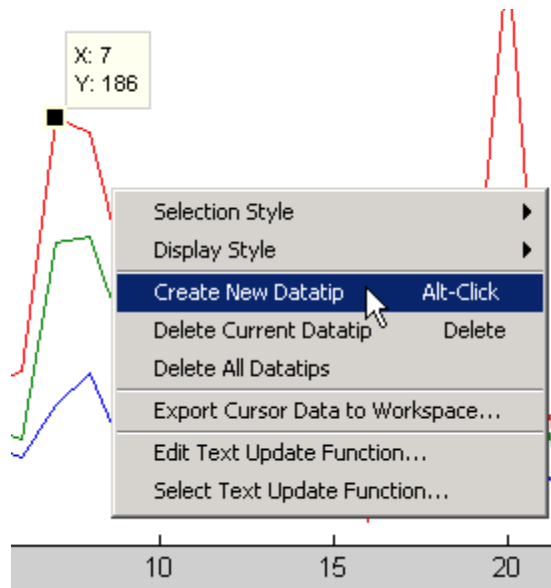 X: 7
Y: 186
Selection Style
Display Style
Create New Datatip Alt-Click
Delete Current Datatip Delete
Delete All Datatips
Export Cursor Data to Workspace...
Edit Text Update Function...
Select Text Update Function...
10 15 20